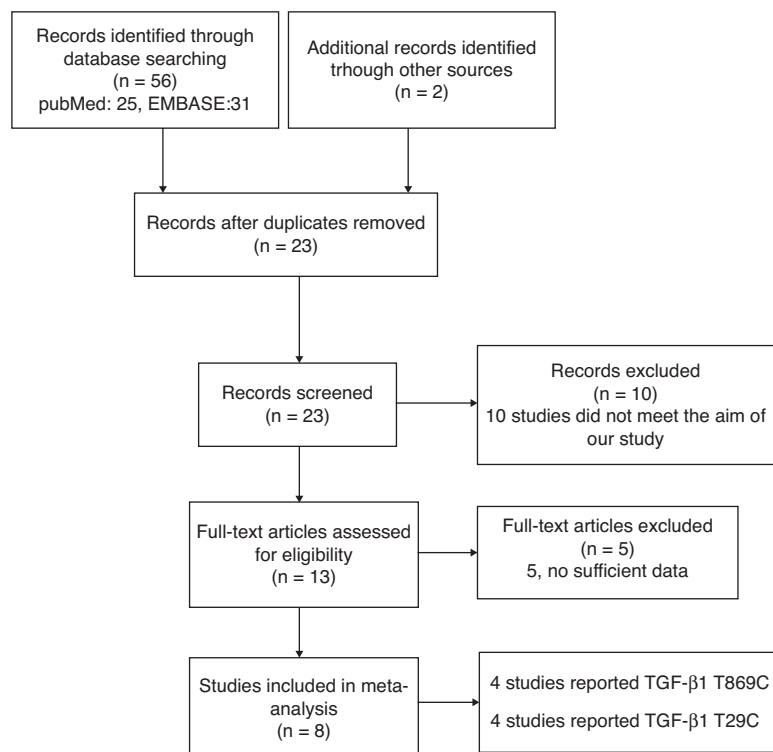 Records identified through
database searching
(n = 56)
pubMed: 25, EMBASE:31
Additional records identified
trhough other sources
(n = 2)
Records after duplicates removed
(n = 23)
Records screened
(n = 23)
Records excluded
(n = 10)
10 studies did not meet the aim of
our study
Full-text articles assessed
for eligibility
(n = 13)
Full-text articles excluded
(n = 5)
5, no sufficient data
Studies included in meta-
analysis
(n = 8)
4 studies reported TGF-β1 T869C
4 studies reported TGF-β1 T29C